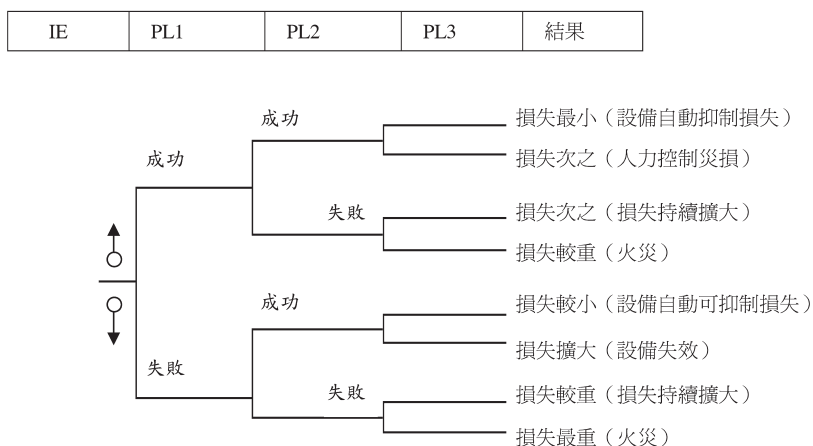 IE PL1 PL2 PL3 結果
成功
損失最小（設備自動抑制損失）
成功
損失次之（人力控制災損）
失敗
損失次之（損失持續擴大）
損失較重（火災）
成功
損失較小（設備自動可抑制損失）
損失擴大（設備失效）
失敗
失敗
損失較重（損失持續擴大）
損失最重（火災）